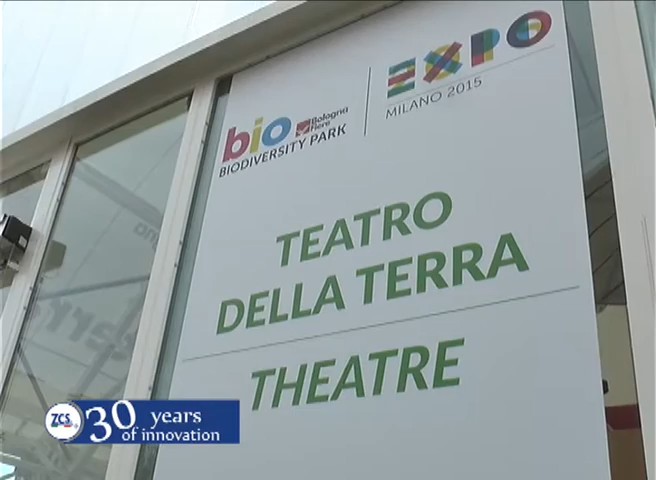 bio
Bologna
Fiere
BIODIVERSITY PARK
EXPO
MILANO 2015
TEATRO
DELLA TERRA
THEATRE
ZCS 30 years
of innovation